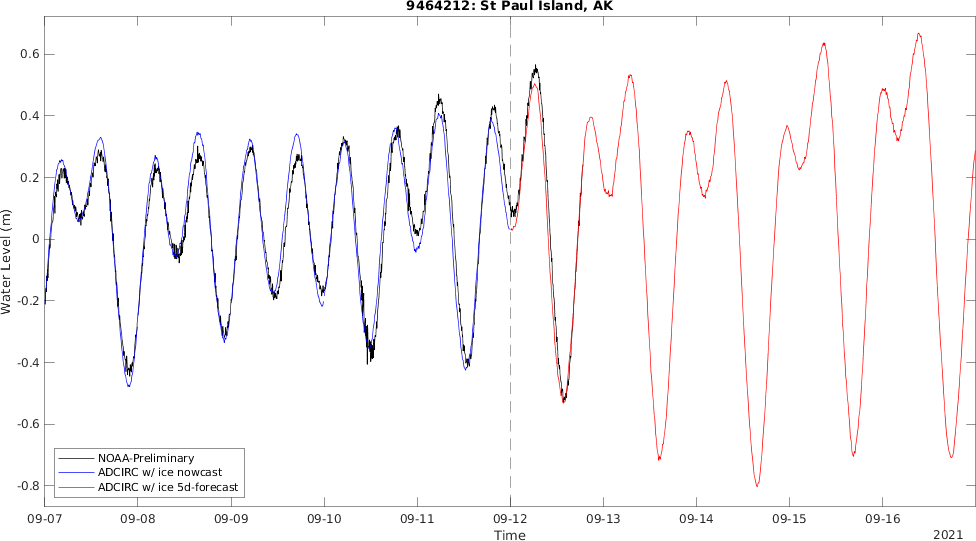 9464212: St Paul Island, AK
Water Level (m)
0.6
0.4
0.2
0
-0.2
-0.4
-0.6
-0.8
NOAA-Preliminary
ADCIRC w/ ice nowcast
ADCIRC w/ ice 5d-forecast
09-07 09-08 09-09 09-10 09-11 09-12 09-13 09-14 09-15 09-16
Time
2021